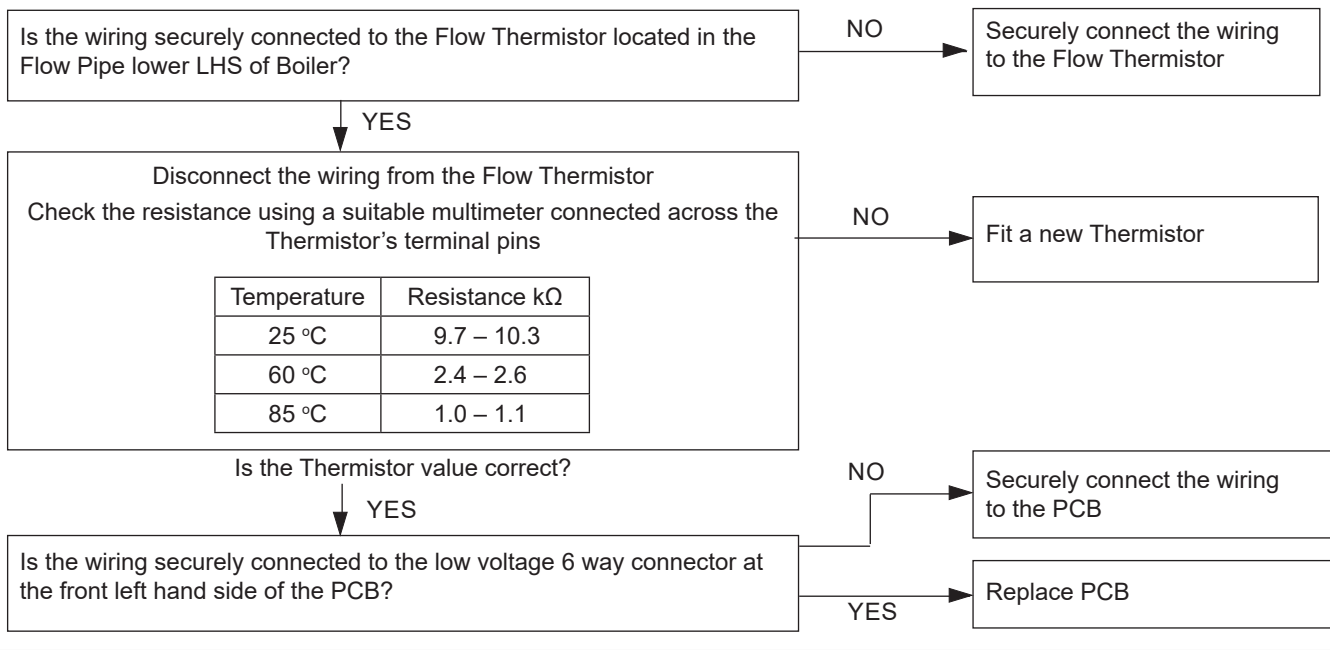 Is the wiring securely connected to the Flow Thermistor located in the
Flow Pipe lower LHS of Boiler?
NO
Securely connect the wiring
to the Flow Thermistor
YES
Disconnect the wiring from the Flow Thermistor
Check the resistance using a suitable multimeter connected across the
Thermistor’s terminal pins
NO
Fit a new Thermistor
Temperature Resistance kΩ
25 ºC 9.7 – 10.3
60 ºC 2.4 – 2.6
85 ºC 1.0 – 1.1
Is the Thermistor value correct?
YES
NO
Securely connect the wiring
to the PCB
Is the wiring securely connected to the low voltage 6 way connector at
the front left hand side of the PCB?
YES
Replace PCB